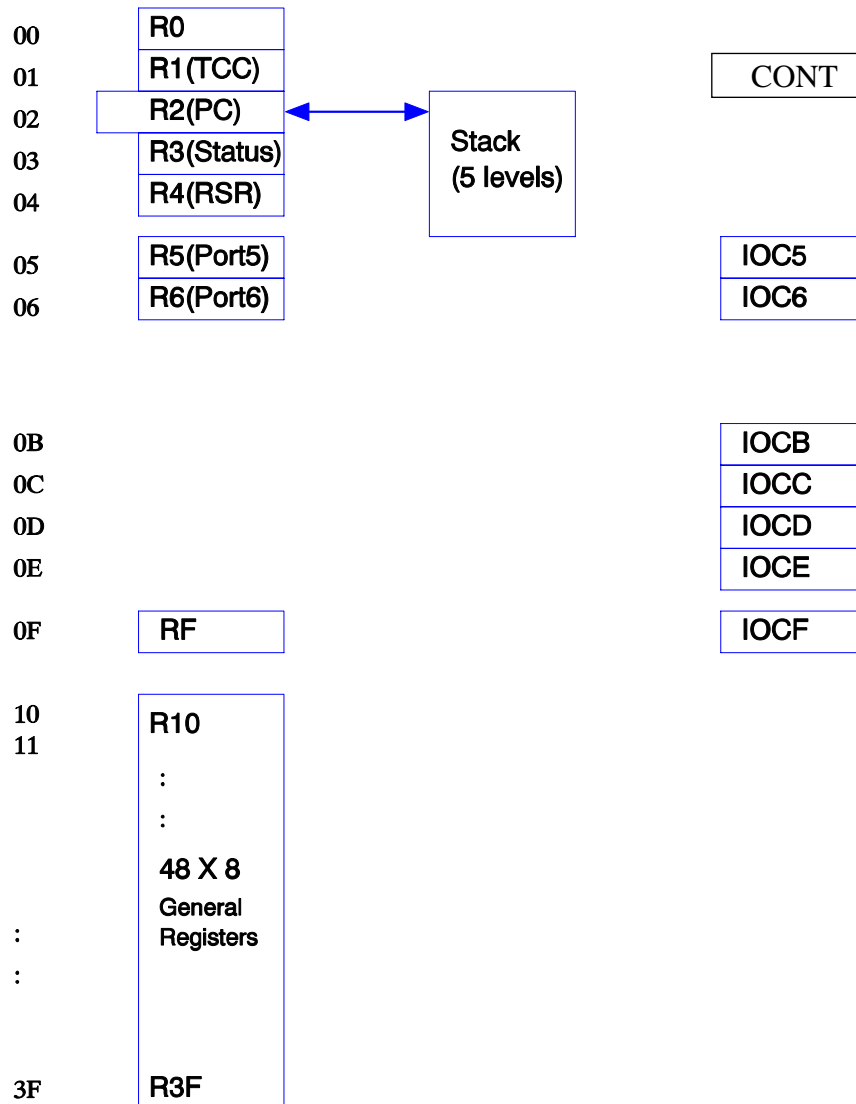 00 R0
01 R1(TCC) CONT
02 R2(PC)
03 R3(Status)
04 R4(RSR)
Stack
(5 levels)
05 R5(Port5) IOC5
06 R6(Port6) IOC6
0B IOCB
0C IOCC
0D IOCD
0E IOCE
0F RF IOCF
10 R10
11
:
:
48 X 8
General
Registers
:
:
3F R3F